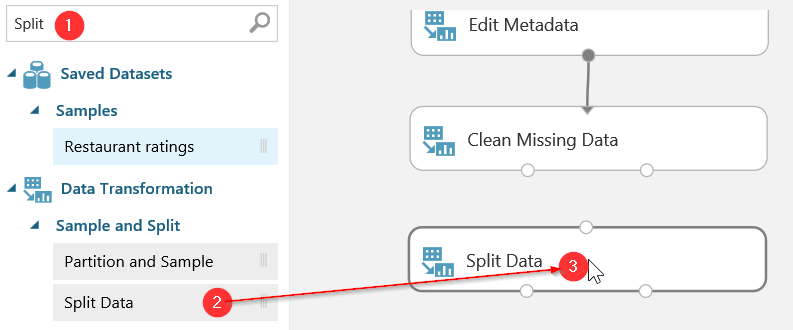 Split 1
Saved Datasets
Samples
Restaurant ratings
Data Transformation
Sample and Split
Partition and Sample
Split Data 2
Edit Metadata
Clean Missing Data
Split Data 3